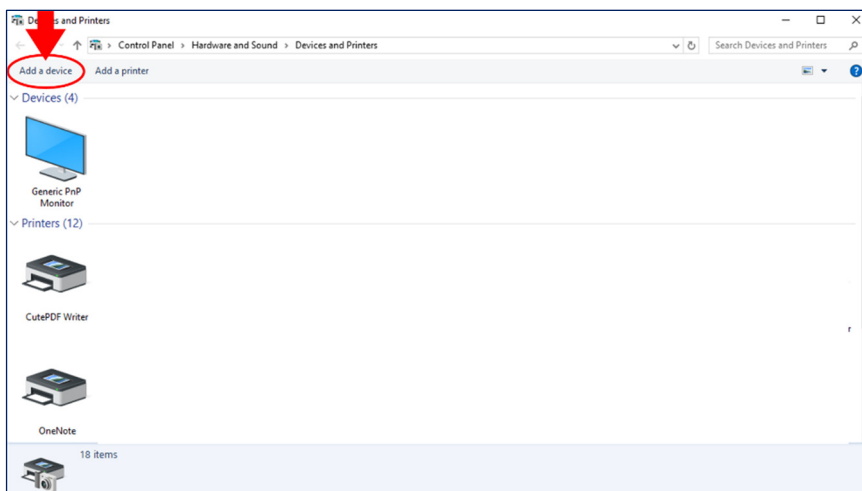 Devices and Printers
Control Panel > Hardware and Sound > Devices and Printers
Search Devices and Printers
Add a device Add a printer
Devices (4)
Generic PnP
Monitor
Printers (12)
CutePDF Writer
r
OneNote
18 items